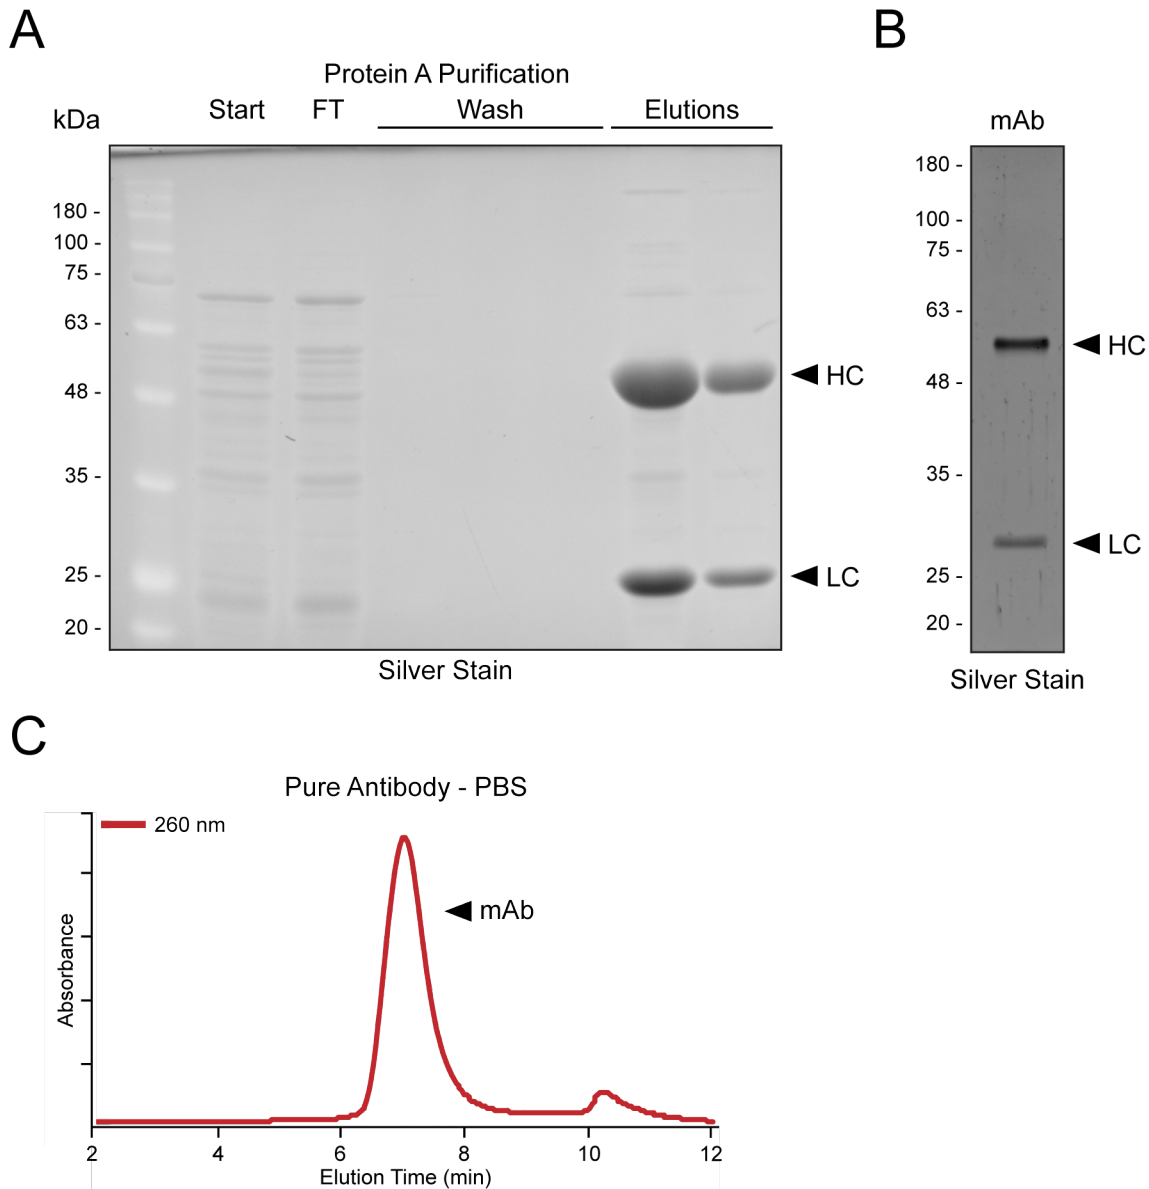 A
Protein A Purification
kDa
Start FT Wash Elutions
180 -
100 -
75 -
63 -
48 -
35 -
25 -
20 -
HC
LC
Silver Stain
B
mAb
180 -
100 -
75 -
63 -
48 -
35 -
25 -
20 -
HC
LC
Silver Stain
C
Pure Antibody - PBS
260 nm
mAb
Absorbance
2 4 6 8 10 12
Elution Time (min)